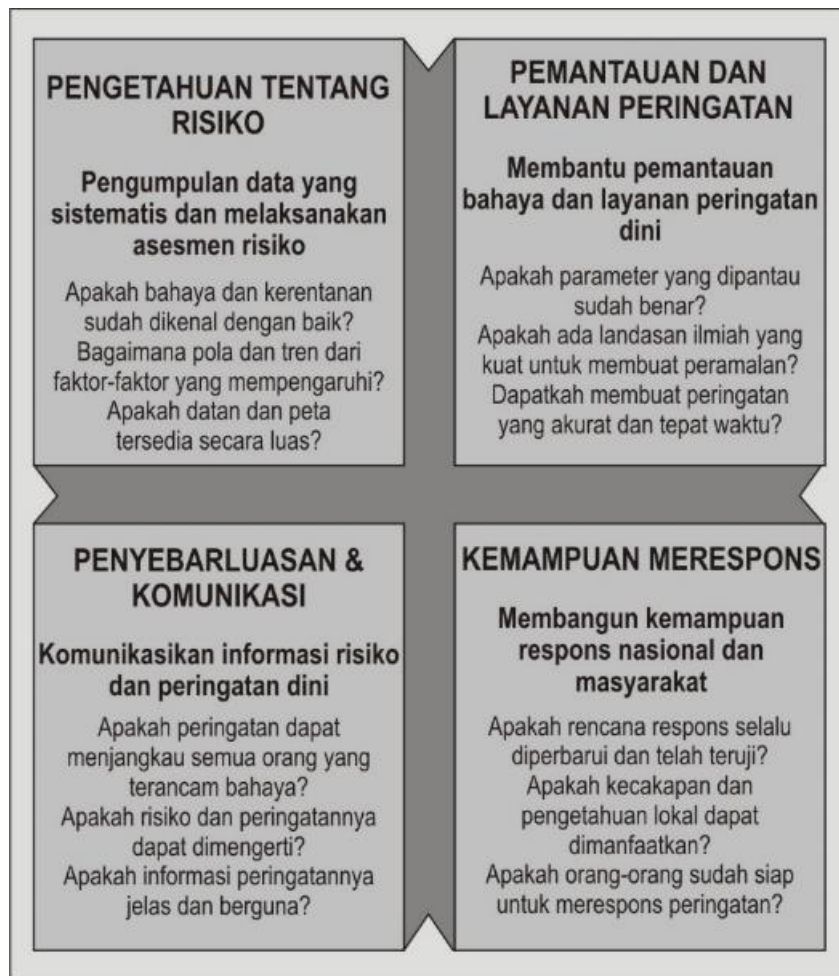 PENGETAHUAN TENTANG
RISIKO
Pengumpulan data yang
sistematis dan melaksanakan
asesmen risiko
Apakah bahaya dan kerentanan
sudah dikenal dengan baik?
Bagaimana pola dan tren dari
faktor-faktor yang mempengaruhi?
Apakah datan dan peta
tersedia secara luas?
PEMANTAUAN DAN
LAYANAN PERINGATAN
Membantu pemantauan
bahaya dan layanan peringatan
dini
Apakah parameter yang dipantau
sudah benar?
Apakah ada landasan ilmiah yang
kuat untuk membuat peramalan?
Dapatkah membuat peringatan
yang akurat dan tepat waktu?
PENYEBARLUASAN &
KOMUNIKASI
Komunikasikan informasi risiko
dan peringatan dini
Apakah peringatan dapat
menjangkau semua orang yang
terancam bahaya?
Apakah risiko dan peringatannya
dapat dimengerti?
Apakah informasi peringatannya
jelas dan berguna?
KEMAMPUAN MERESPONS
Membangun kemampuan
respons nasional dan
masyarakat
Apakah rencana respons selalu
diperbarui dan telah teruji?
Apakah kecakapan dan
pengetahuan lokal dapat
dimanfaatkan?
Apakah orang-orang sudah siap
untuk merespons peringatan?